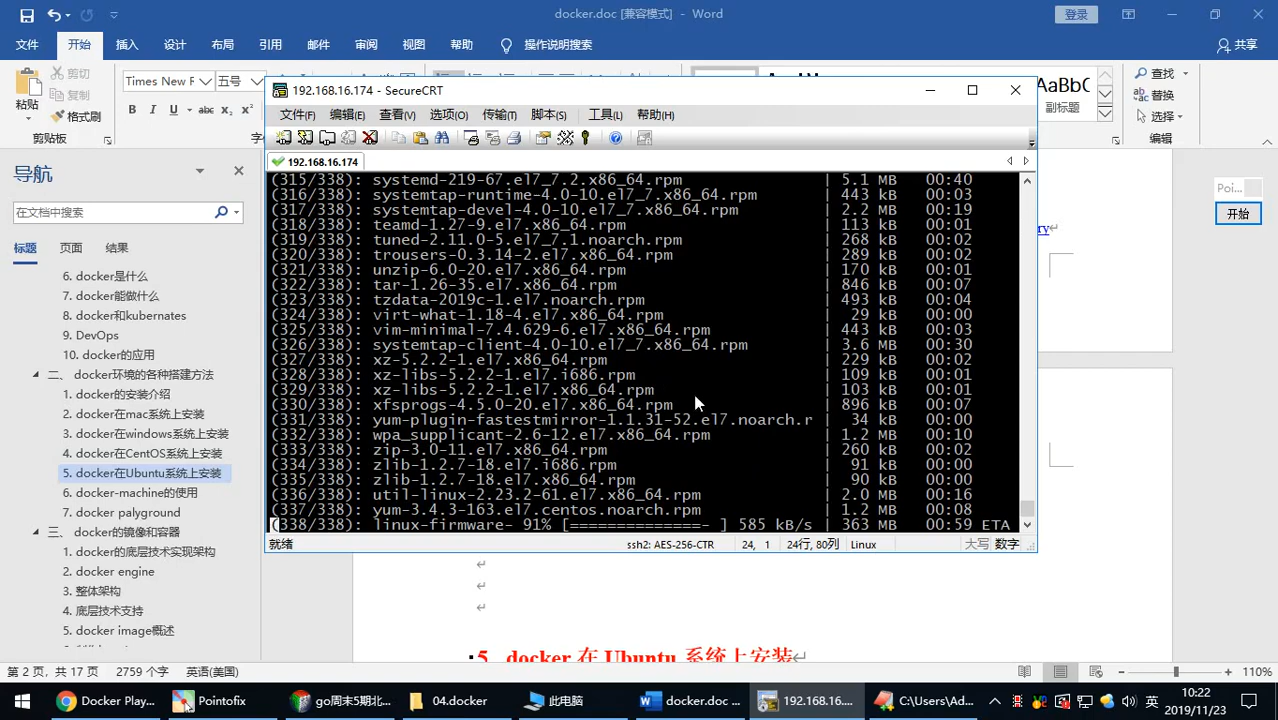 docker.doc [兼容模式] - Word
登录
文件 开始 插入 设计 布局 引用 邮件 审阅 视图 帮助 操作说明搜索 共享
粘贴
剪切
复制
格式刷
剪贴板
Times New F 五号
B I U abc x
AaBbC
副标题
查找
替换
选择
编辑
导航
在文档中搜索
标题 页面 结果
6. docker是什么
7. docker能做什么
8. docker和kubernates
9. DevOps
10. docker的应用
二、 docker环境的各种搭建方法
1. docker的安装介绍
2. docker在mac系统上安装
3. docker在windows系统上安装
4. docker在CentOS系统上安装
5. docker在Ubuntu系统上安装
6. docker-machine的使用
7. docker palyground
三、 docker的镜像和容器
1. docker的底层技术实现架构
2. docker engine
3. 整体架构
4. 底层技术支持
5. docker image概述
192.168.16.174 - SecureCRT
文件(F) 编辑(E) 查看(V) 选项(O) 传输(T) 脚本(S) 工具(L) 帮助(H)
192.168.16.174
(315/338): systemd-219-67.el7_7.2.x86_64.rpm | 5.1 MB 00:40
(316/338): systemtap-runtime-4.0-10.el7_7.x86_64.rpm | 443 kB 00:03
(317/338): systemtap-devel-4.0-10.el7_7.x86_64.rpm | 2.2 MB 00:19
(318/338): teamd-1.27-9.el7.x86_64.rpm | 113 kB 00:01
(319/338): tuned-2.11.0-5.el7_7.1.noarch.rpm | 268 kB 00:02
(320/338): trousers-0.3.14-2.el7.x86_64.rpm | 289 kB 00:02
(321/338): unzip-6.0-20.el7.x86_64.rpm | 170 kB 00:01
(322/338): tar-1.26-35.el7.x86_64.rpm | 846 kB 00:07
(323/338): tzdata-2019c-1.el7.noarch.rpm | 493 kB 00:04
(324/338): virt-what-1.18-4.el7.x86_64.rpm | 29 kB 00:00
(325/338): vim-minimal-7.4.629-6.el7.x86_64.rpm | 443 kB 00:03
(326/338): systemtap-client-4.0-10.el7_7.x86_64.rpm | 3.6 MB 00:30
(327/338): xz-5.2.2-1.el7.x86_64.rpm | 229 kB 00:02
(328/338): xz-libs-5.2.2-1.el7.i686.rpm | 109 kB 00:01
(329/338): xz-libs-5.2.2-1.el7.x86_64.rpm | 103 kB 00:01
(330/338): xfsprogs-4.5.0-20.el7.x86_64.rpm | 896 kB 00:07
(331/338): yum-plugin-fastestmirror-1.1.31-52.el7.noarch.r | 34 kB 00:00
(332/338): wpa_supplicant-2.6-12.el7.x86_64.rpm | 1.2 MB 00:10
(333/338): zip-3.0-11.el7.x86_64.rpm | 260 kB 00:02
(334/338): zlib-1.2.7-18.el7.i686.rpm | 91 kB 00:00
(335/338): zlib-1.2.7-18.el7.x86_64.rpm | 90 kB 00:00
(336/338): util-linux-2.23.2-61.el7.x86_64.rpm | 2.0 MB 00:16
(337/338): yum-3.4.3-163.el7.centos.noarch.rpm | 1.2 MB 00:08
(338/338): linux-firmware- 91% [==============- ] 585 kB/s | 363 MB 00:59 ETA
就绪 ssh2: AES-256-CTR 24, 1 24行, 80列 Linux 大写 数字
Poi...
开始
ry
5. docker 在 Ubuntu 系统上安装
第 2 页, 共 17 页 2759 个字 英语(美国) 110%
Docker Play... Pointofix go周末5期北... 04.docker 此电脑 docker.doc ... 192.168.16.... C:\Users\Ad... 英
10:22
2019/11/23